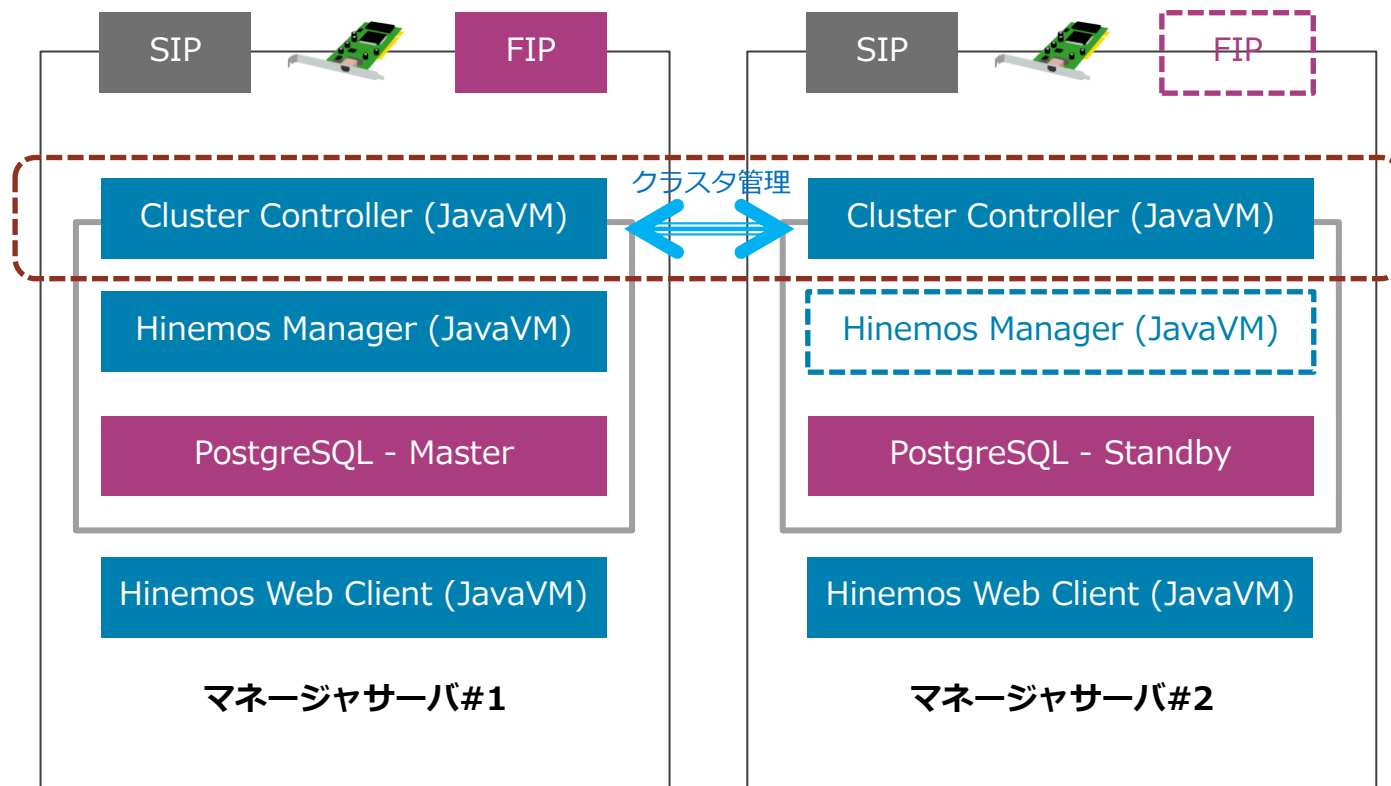 SIP
FIP
SIP
FIP
クラスタ管理
Cluster Controller (JavaVM)
Cluster Controller (JavaVM)
Hinemos Manager (JavaVM)
Hinemos Manager (JavaVM)
PostgreSQL - Master
PostgreSQL - Standby
Hinemos Web Client (JavaVM)
Hinemos Web Client (JavaVM)
マネージャサーバ#1
マネージャサーバ#2